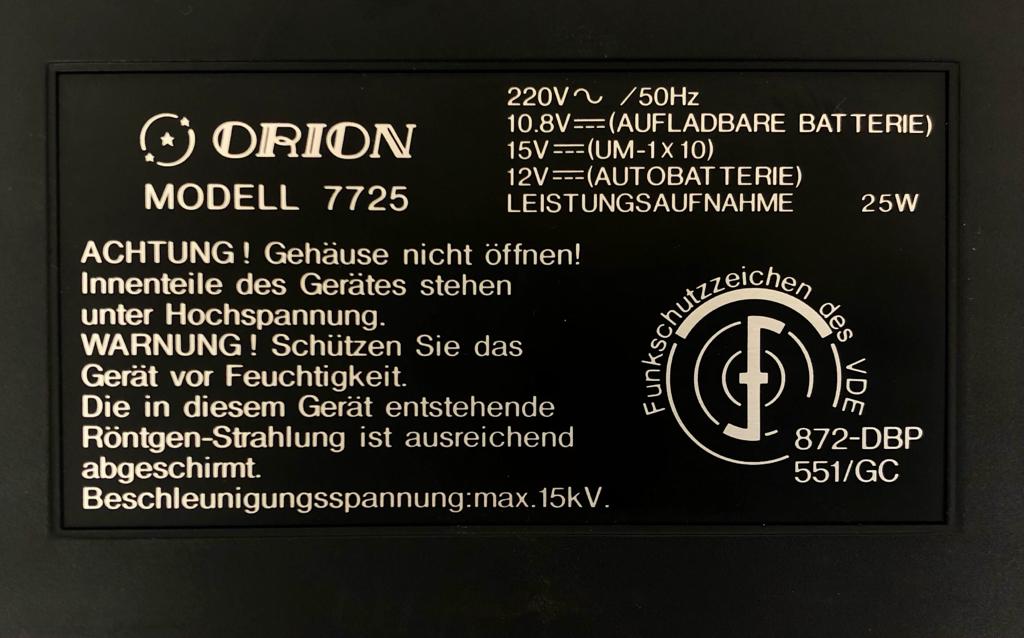 ORION
MODELL 7725
220V∿ /50Hz
10.8V⎓(AUFLADBARE BATTERIE)
15V⎓(UM-1X10)
12V⎓(AUTOBATTERIE)
LEISTUNGSAUFNAHME 25W
ACHTUNG! Gehäuse nicht öffnen!
Innenteile des Gerätes stehen
unter Hochspannung.
WARNUNG! Schützen Sie das
Gerät vor Feuchtigkeit.
Die in diesem Gerät entstehende
Röntgen-Strahlung ist ausreichend
abgeschirmt.
Beschleunigungsspannung:max.15kV.
Funkschutzzeichen des VDE
872-DBP
551/GC